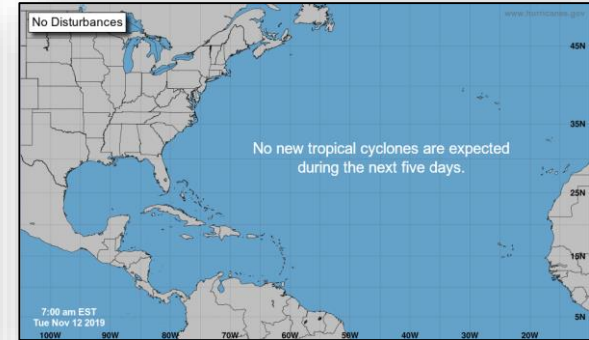 No Disturbances
www.hurricanes.gov
45N
35N
No new tropical cyclones are expected
during the next five days.
25N
15N
7:00 am EST
Tue Nov 12 2019
5N
100W 90W 80W 70W 60W 50W 40W 30W 20W